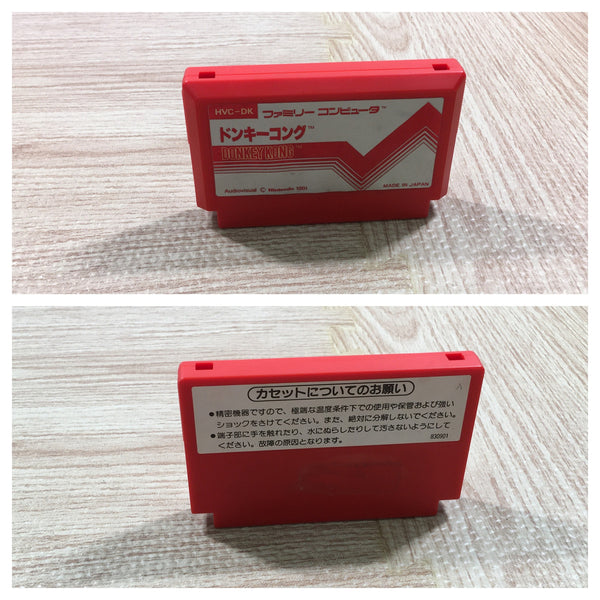 HVC-DK ファミリー コンピュータ™
ドンキーコング™
DONKEY KONG™
Audiovisual © Nintendo 1981
MADE IN JAPAN
カセットについてのお願い
A
●精密機器ですので、極端な温度条件下での使用や保管および強い
ショックをさけてください。また、絶対に分解しないでください。
●端子部に手を触れたり、水にぬらしたりして汚さないようにして
ください。故障の原因となります。
830901